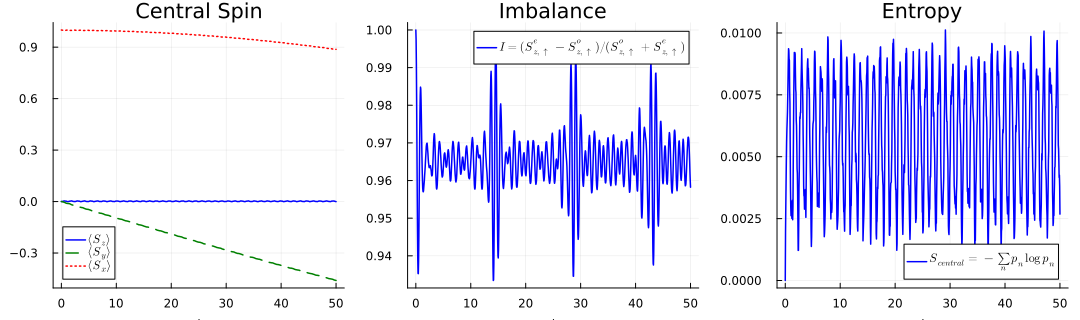 Central Spin
0.9
0.6
0.3
0.0
−0.3
⟨S_z⟩
⟨S_y⟩
⟨S_x⟩
0 10 20 30 40 50
Imbalance
1.00
0.99
0.98
0.97
0.96
0.95
0.94
I = (S^e_{z,↑} − S^o_{z,↑})/(S^o_{z,↑} + S^e_{z,↑})
0 10 20 30 40 50
Entropy
0.0100
0.0075
0.0050
0.0025
0.0000
S_{central} = − ∑_n p_n log p_n
0 10 20 30 40 50